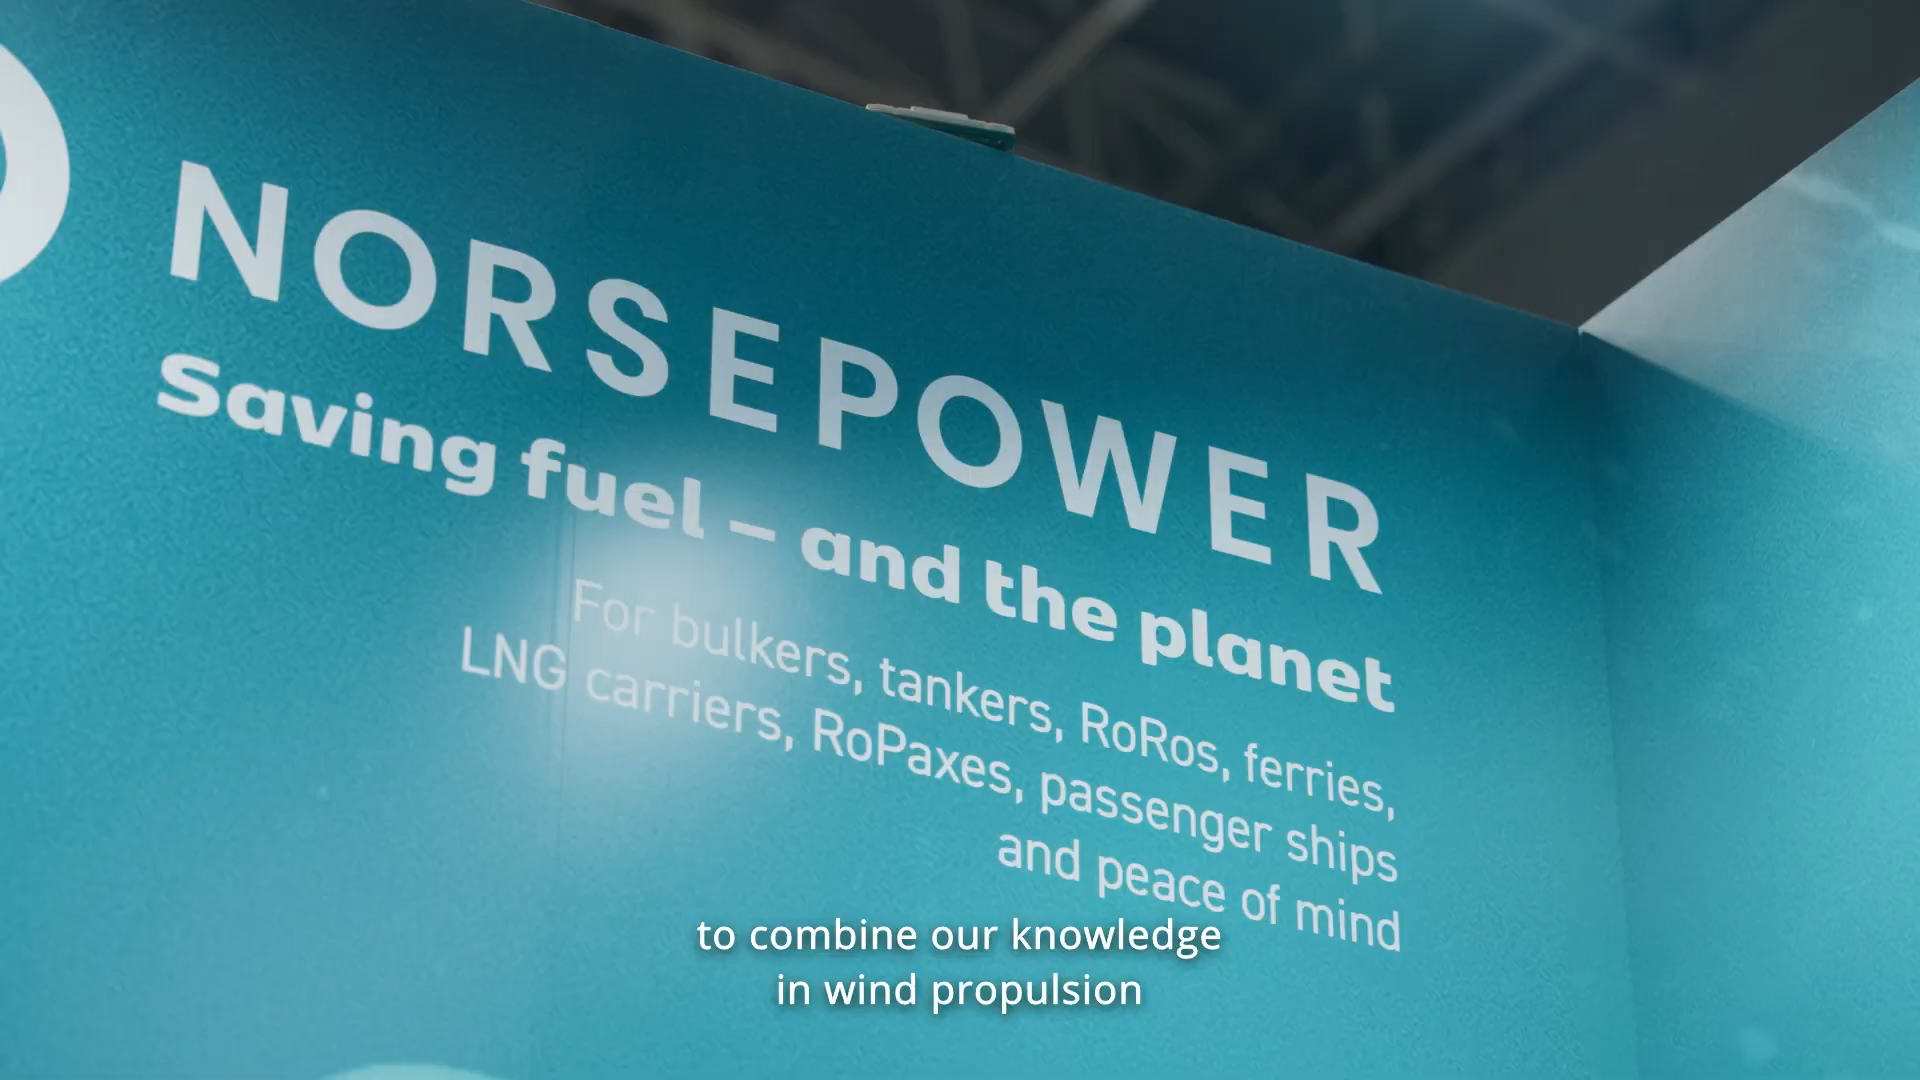 NORSEPOWER
Saving fuel – and the planet
For bulkers, tankers, RoRos, ferries,
LNG carriers, RoPaxes, passenger ships
and peace of mind
to combine our knowledge
in wind propulsion